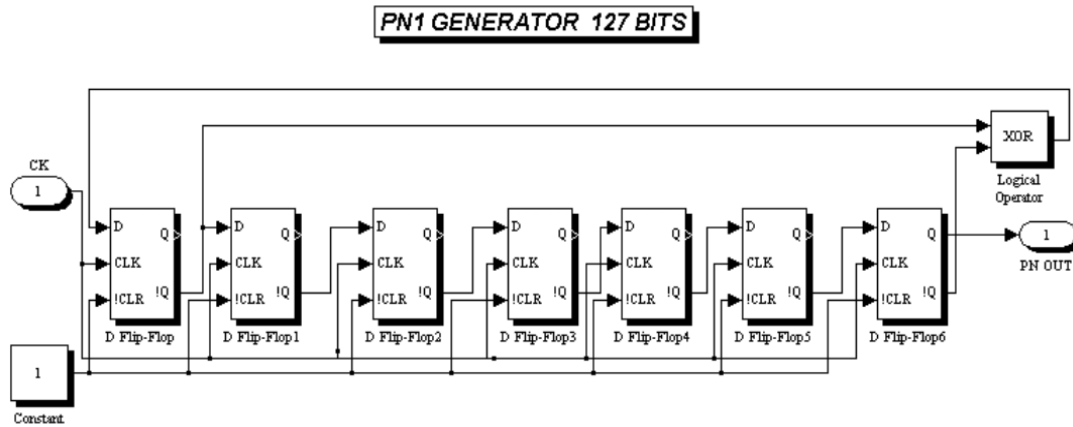 PN1 GENERATOR 127 BITS
XOR
Logical
Operator
CK
1
D Q
CLK
!Q
!CLR
D Flip-Flop
D Q
CLK
!Q
!CLR
D Flip-Flop1
D Q
CLK
!Q
!CLR
D Flip-Flop2
D Q
CLK
!Q
!CLR
D Flip-Flop3
D Q
CLK
!Q
!CLR
D Flip-Flop4
D Q
CLK
!Q
!CLR
D Flip-Flop5
D Q
CLK
!Q
!CLR
D Flip-Flop6
1
PN OUT
1
Constant